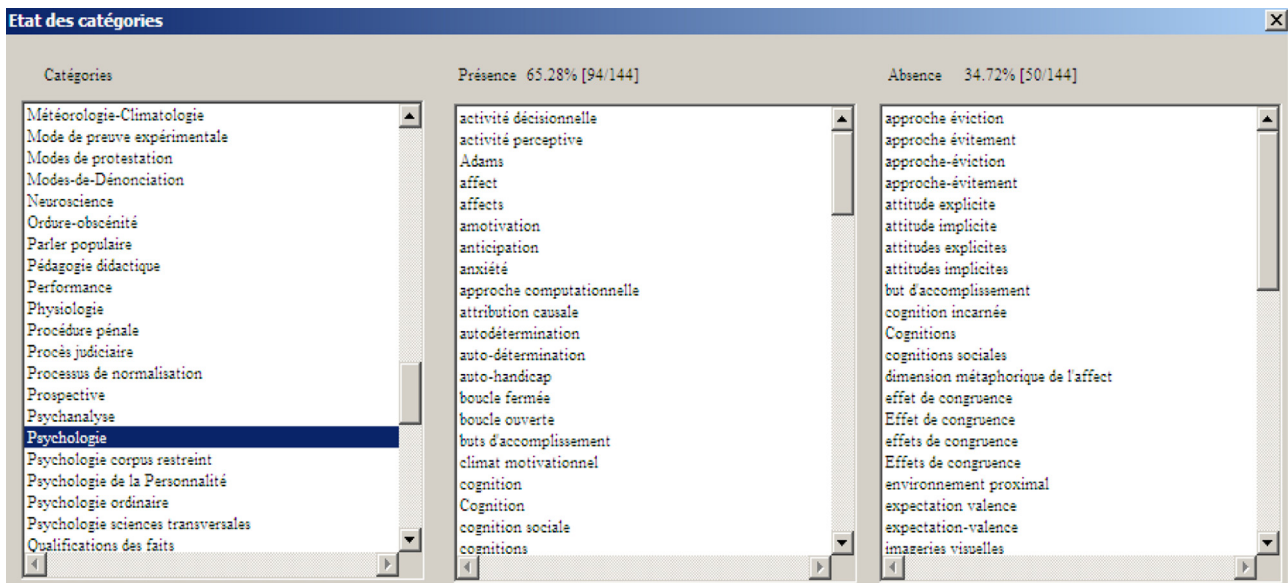 Etat des catégories
Catégories
Présence 65.28% [94/144]
Absence 34.72% [50/144]
Météorologie-Climatologie
Mode de preuve expérimentale
Modes de protestation
Modes-de-Dénonciation
Neuroscience
Ordure-obscénité
Parler populaire
Pédagogie didactique
Performance
Physiologie
Procédure pénale
Procès judiciaire
Processus de normalisation
Prospective
Psychanalyse
Psychologie
Psychologie corpus restreint
Psychologie de la Personnalité
Psychologie ordinaire
Psychologie sciences transversales
Qualifications des faits
activité décisionnelle
activité perceptive
Adams
affect
affects
amotivation
anticipation
anxiété
approche computationnelle
attribution causale
autodétermination
auto-détermination
auto-handicap
boucle fermée
boucle ouverte
buts d'accomplissement
climat motivationnel
cognition
Cognition
cognition sociale
cognitions
approche éviction
approche évitement
approche-éviction
approche-évitement
attitude explicite
attitude implicite
attitudes explicites
attitudes implicites
but d'accomplissement
cognition incarnée
Cognitions
cognitions sociales
dimension métaphorique de l'affect
effet de congruence
Effet de congruence
effets de congruence
Effets de congruence
environnement proximal
expectation valence
expectation-valence
imageries visuelles